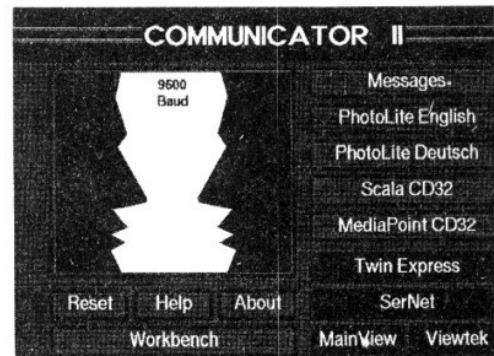 COMMUNICATOR II
9600
Baud
Messages
PhotoLite English
PhotoLite Deutsch
Scala CD32
MediaPoint CD32
Twin Express
SerNet
MainView Viewtek
Reset Help About
Workbench